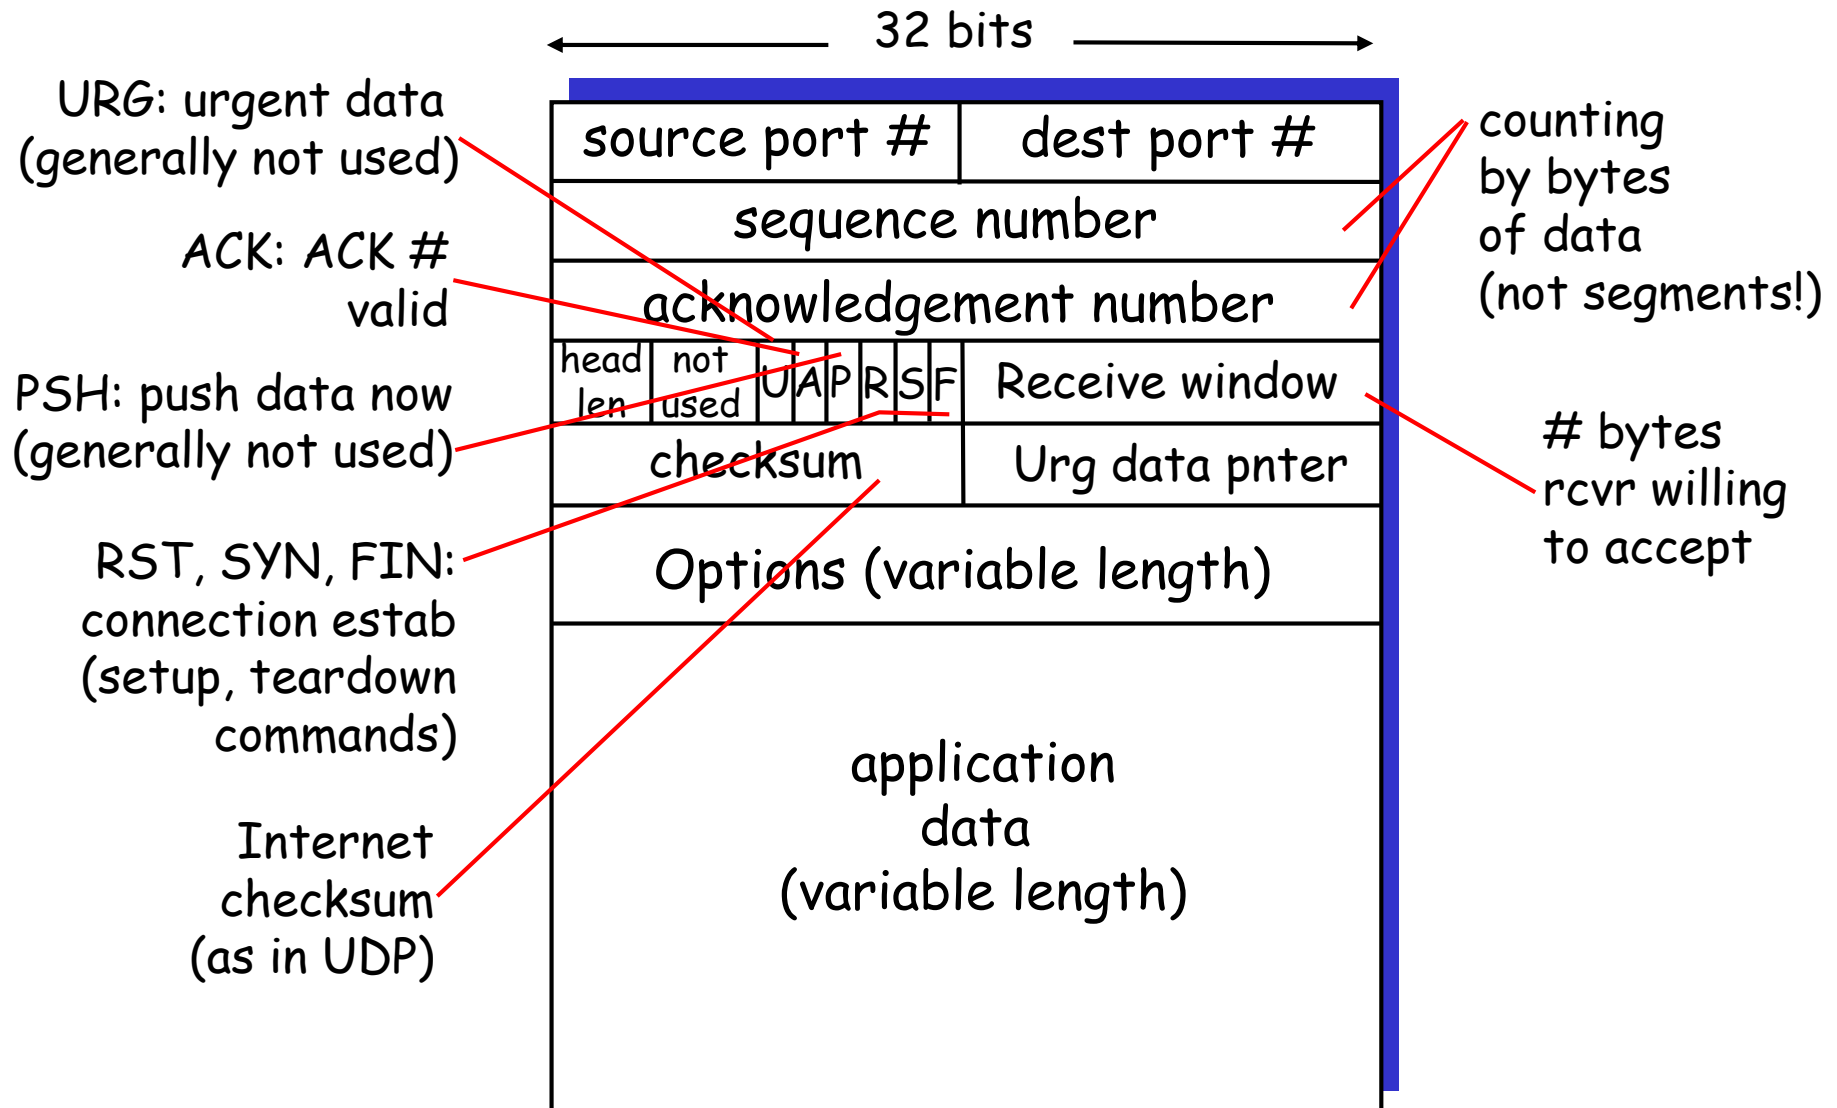 32 bits
URG: urgent data
(generally not used)
ACK: ACK #
valid
PSH: push data now
(generally not used)
RST, SYN, FIN:
connection estab
(setup, teardown
commands)
Internet
checksum
(as in UDP)
source port #
dest port #
sequence number
acknowledgement number
head
len
not
used
U
A
P
R
S
F
Receive window
checksum
Urg data pnter
Options (variable length)
application
data
(variable length)
counting
by bytes
of data
(not segments!)
# bytes
rcvr willing
to accept